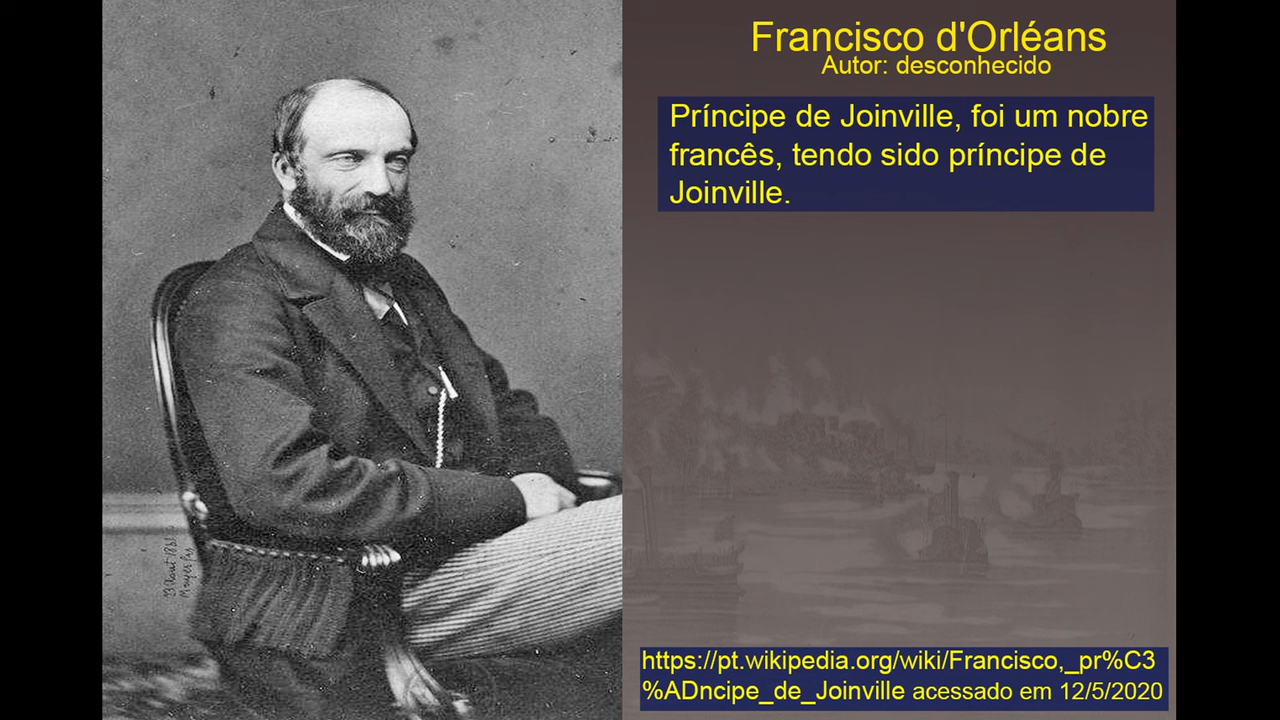 Francisco d'Orléans
Autor: desconhecido
Príncipe de Joinville, foi um nobre
francês, tendo sido príncipe de
Joinville.
https://pt.wikipedia.org/wiki/Francisco,_pr%C3
%ADncipe_de_Joinville acessado em 12/5/2020